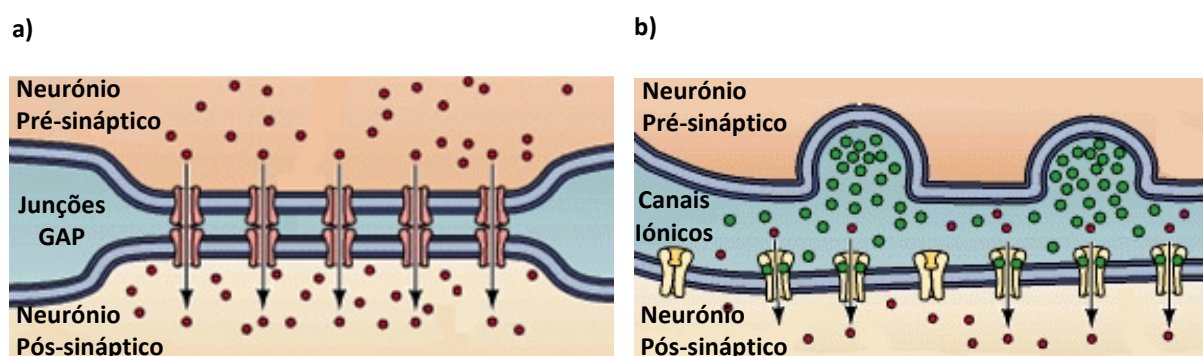 a)
Neurónio
Pré-sináptico
Junções
GAP
Neurónio
Pós-sináptico
b)
Neurónio
Pré-sináptico
Canais
Iónicos
Neurónio
Pós-sináptico